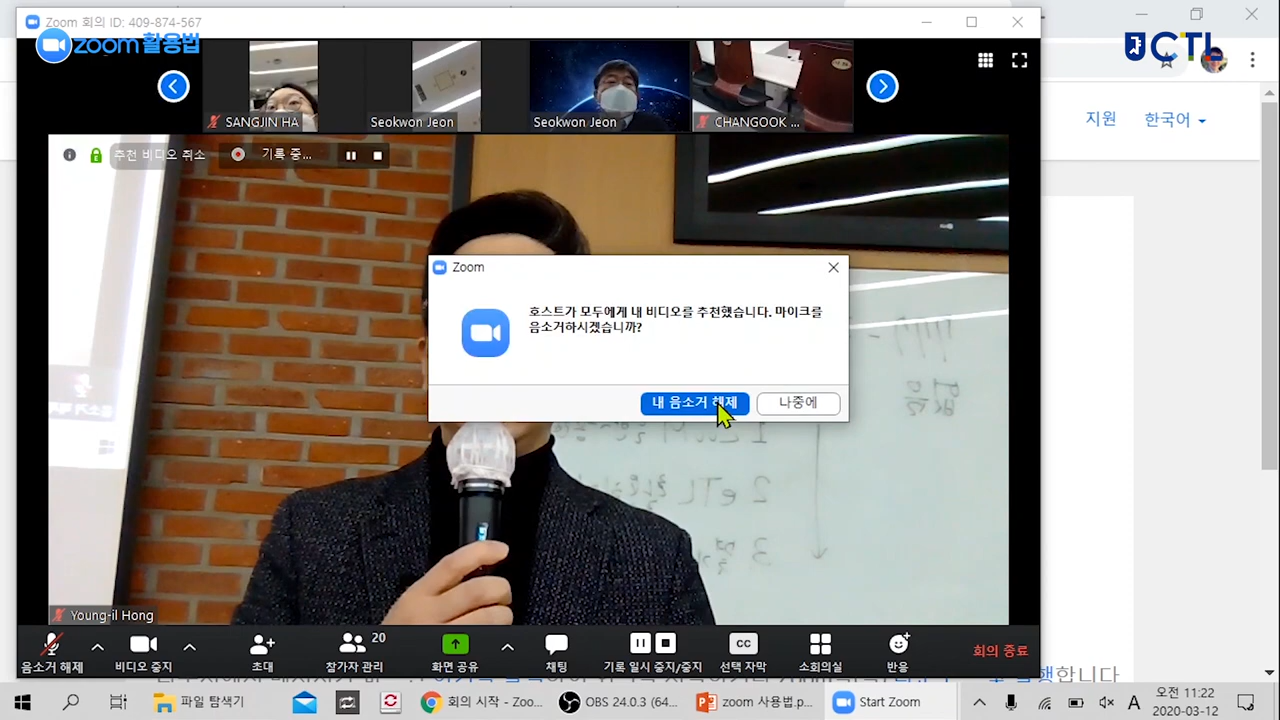 Zoom 회의 ID: 409-874-567
zoom 활용법
CTL
SANGJIN HA
Seokwon Jeon
Seokwon Jeon
CHANGOOK ...
지원
한국어
추천 비디오 취소
기록 중...
Zoom
호스트가 모두에게 내 비디오를 추천했습니다. 마이크를
음소거하시겠습니까?
내 음소거 해제
나중에
Young-il Hong
음소거 해제
비디오 중지
초대
참가자 관리
20
화면 공유
채팅
기록 일시 중지/중지
CC
선택 자막
소회의실
반응
회의 종료
합니다
파일 탐색기
회의 시작 - Zoo...
OBS 24.0.3 (64...
zoom 사용법.p...
Start Zoom
A
오전 11:22
2020-03-12